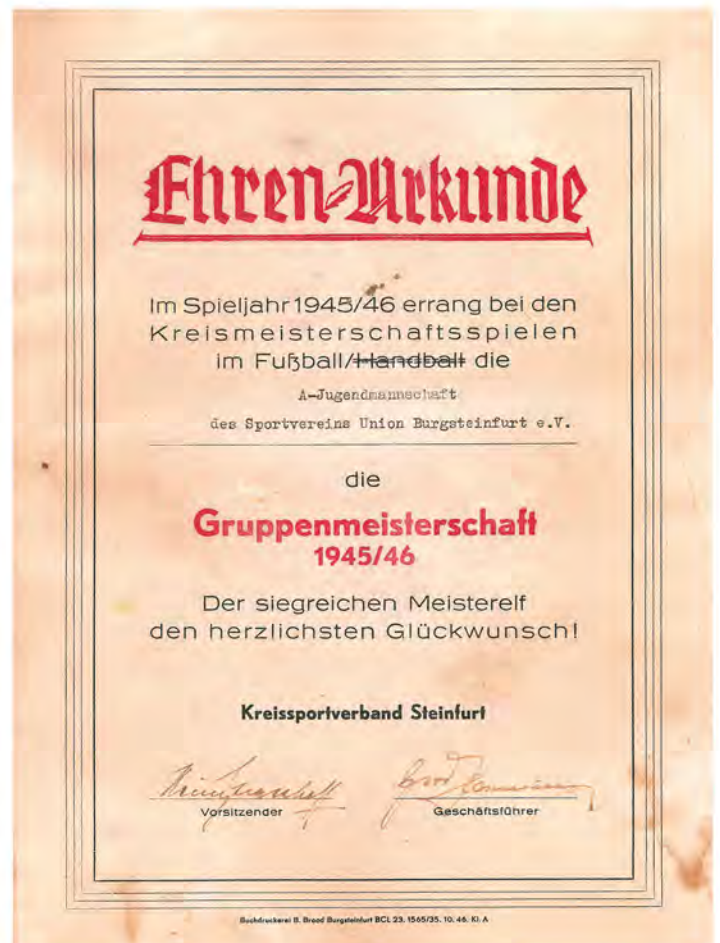 Ehren-Urkunde
Im Spieljahr 1945/46 errang bei den
Kreismeisterschaftsspielen
im Fußball/Handball die
A-Jugendmannschaft
des Sportvereins Union Burgsteinfurt e.V.
die
Gruppenmeisterschaft
1945/46
Der siegreichen Meisterelf
den herzlichsten Glückwunsch!
Kreissportverband Steinfurt
Vorsitzender Geschäftsführer
Buchdruckerei B. Broad Burgsteinfurt BCL 23. 1565/35. 10. 46. Kl. A